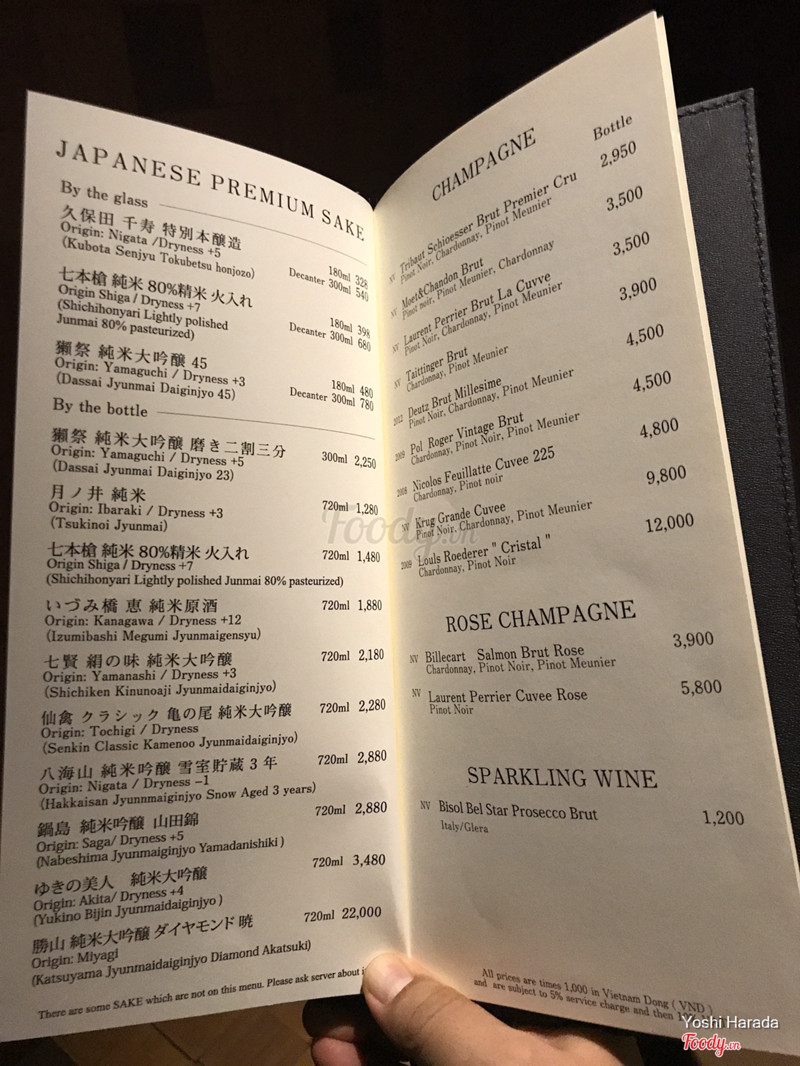 JAPANESE PREMIUM SAKE
By the glass
久保田 千寿 特別本醸造
Origin: Nigata /Dryness +5
(Kubota Senjyu Tokubetsu honjozo)
180ml 328
Decanter 300ml 540
七本槍 純米 80%精米 火入れ
Origin Shiga / Dryness +7
(Shichihonyari Lightly polished
Junmai 80% pasteurized)
180ml 398
Decanter 300ml 680
獺祭 純米大吟醸 45
Origin: Yamaguchi / Dryness +3
(Dassai Jyunmai Daiginjyo 45)
180ml 480
Decanter 300ml 780
By the bottle
獺祭 純米大吟醸 磨き二割三分
Origin: Yamaguchi / Dryness +5
(Dassai Jyunmai Daiginjyo 23)
300ml 2,250
月ノ井 純米
Origin: Ibaraki / Dryness +3
(Tsukinoi Jyunmai)
720ml 1,280
七本槍 純米 80%精米 火入れ
Origin Shiga / Dryness +7
(Shichihonyari Lightly polished Junmai 80% pasteurized)
720ml 1,480
いづみ橋 恵 純米原酒
Origin: Kanagawa / Dryness +12
(Izumibashi Megumi Jyunmaigensyu)
720ml 1,880
七賢 絹の味 純米大吟醸
Origin: Yamanashi / Dryness +3
(Shichiken Kinunoaji Jyunmaidaiginjyo)
720ml 2,180
仙禽 クラシック 亀の尾 純米大吟醸
Origin: Tochigi / Dryness
(Senkin Classic Kamenoo Jyunmaidaiginjyo)
720ml 2,280
八海山 純米吟醸 雪室貯蔵 3 年
Origin: Nigata / Dryness −1
(Hakkaisan Jyunnmaiginjyo Snow Aged 3 years)
720ml 2,880
鍋島 純米吟醸 山田錦
Origin: Saga/ Dryness +5
(Nabeshima Jyunmaiginjyo Yamadanishiki )
720ml 2,880
ゆきの美人 純米大吟醸
Origin: Akita/ Dryness +4
(Yukino Bijin Jyunmaidaiginjyo )
720ml 3,480
勝山 純米大吟醸 ダイヤモンド 暁
Origin: Miyagi
(Katsuyama Jyunmaidaiginjyo Diamond Akatsuki)
720ml 22,000
There are some SAKE which are not on this menu. Please ask server about
CHAMPAGNE
Bottle
NV Tribaut Schioesser Brut Premier Cru 2,950
Pinot Noir, Chardonnay, Pinot Meunier
NV Moet&Chandon Brut 3,500
Pinot noir, Pinot Meunier, Chardonnay
NV Laurent Perrier Brut La Cuvve 3,500
Pinot Noir, Chardonnay, Pinot Meunier
NV Taittinger Brut 3,900
Chardonnay, Pinot Meunier
2012 Deutz Brut Millesime 4,500
Pinot Noir, Chardonnay, Pinot Meunier
2009 Pol Roger Vintage Brut 4,500
Chardonnay, Pinot Noir, Pinot Meunier
2008 Nicolos Feuillatte Cuvee 225 4,800
Chardonnay, Pinot noir
NV Krug Grande Cuvee 9,800
Pinot Noir, Chardonnay, Pinot Meunier
2009 Louls Roederer " Cristal " 12,000
Chardonnay, Pinot Noir
ROSE CHAMPAGNE
NV Billecart Salmon Brut Rose 3,900
Chardonnay, Pinot Noir, Pinot Meunier
NV Laurent Perrier Cuvee Rose 5,800
Pinot Noir
SPARKLING WINE
NV Bisol Bel Star Prosecco Brut 1,200
Italy/Glera
All prices are times 1,000 in Vietnam Dong ( VND )
and are subject to 5% service charge and then
Foody.vn
Yoshi Harada
Foody.vn